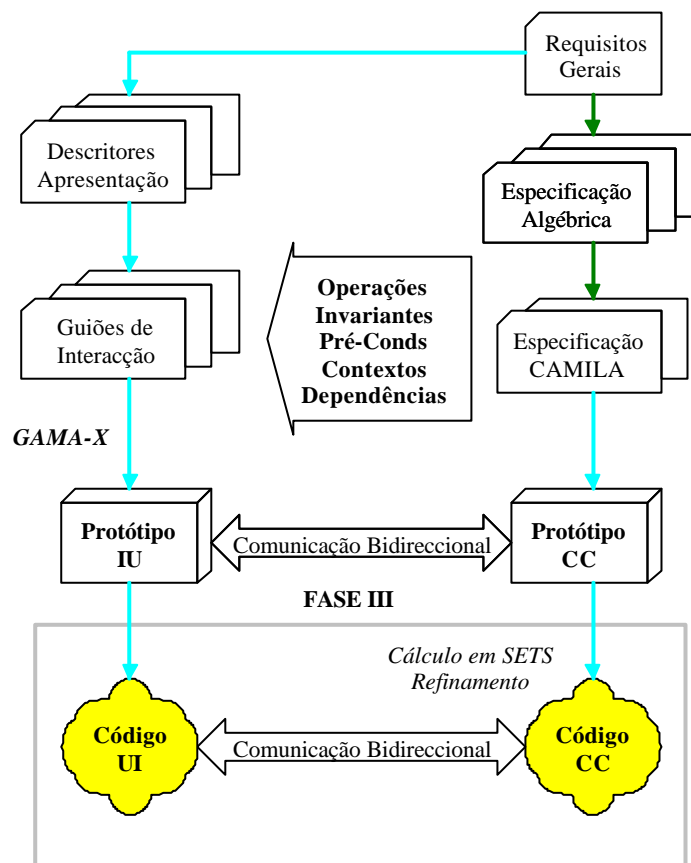 Requisitos
Gerais
Descritores
Apresentação
Especificação
Algébrica
Operações
Invariantes
Pré-Conds
Contextos
Dependências
Guiões de
Interacção
Especificação
CAMILA
GAMA-X
Protótipo
IU
Comunicação Bidireccional
Protótipo
CC
FASE III
Cálculo em SETS
Refinamento
Código
UI
Comunicação Bidireccional
Código
CC